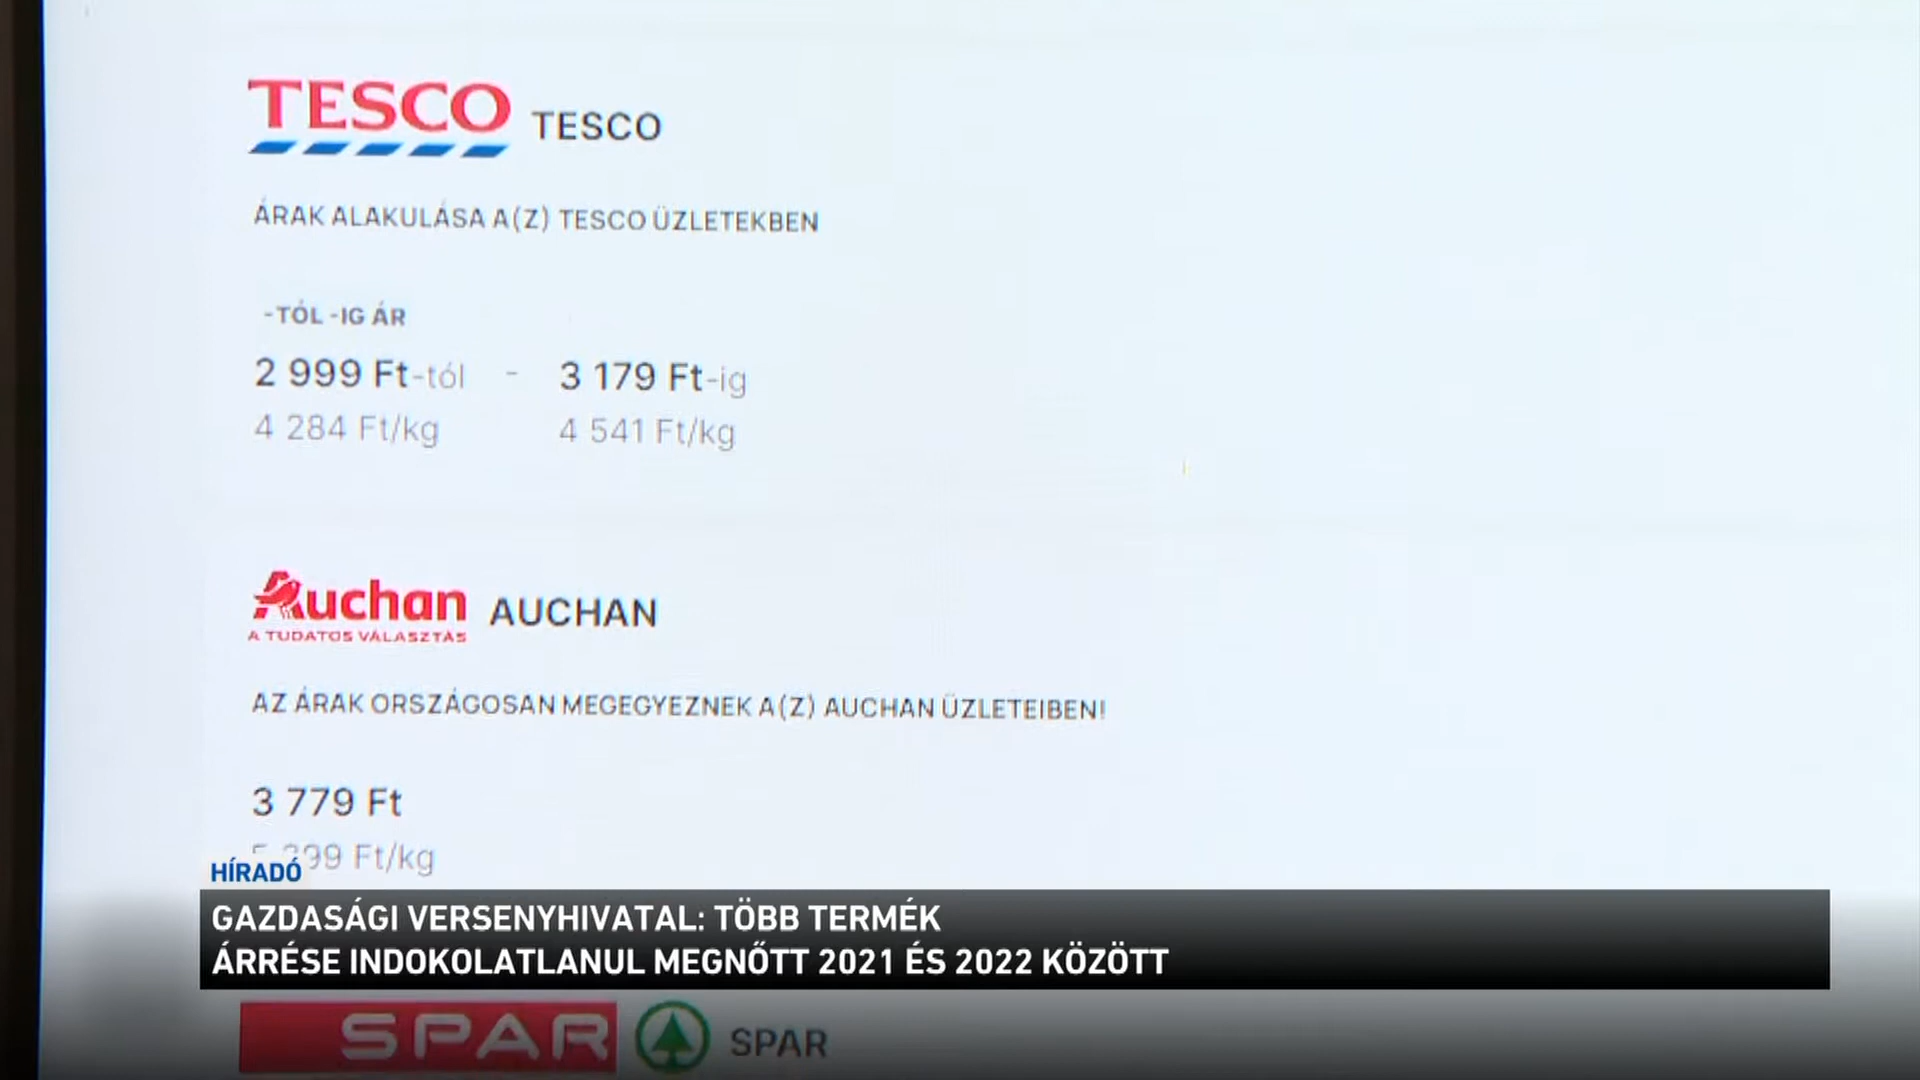 TESCO TESCO
ÁRAK ALAKULÁSA A(Z) TESCO ÜZLETEKBEN
-TÓL -IG ÁR
2 999 Ft-tól - 3 179 Ft-ig
4 284 Ft/kg 4 541 Ft/kg
Auchan AUCHAN
A TUDATOS VÁLASZTÁS
AZ ÁRAK ORSZÁGOSAN MEGEGYEZNEK A(Z) AUCHAN ÜZLETEIBEN!
3 779 Ft
Ft/kg
HÍRADÓ
GAZDASÁGI VERSENYHIVATAL: TÖBB TERMÉK
ÁRRÉSE INDOKOLATLANUL MEGNŐTT 2021 ÉS 2022 KÖZÖTT
SPAR SPAR